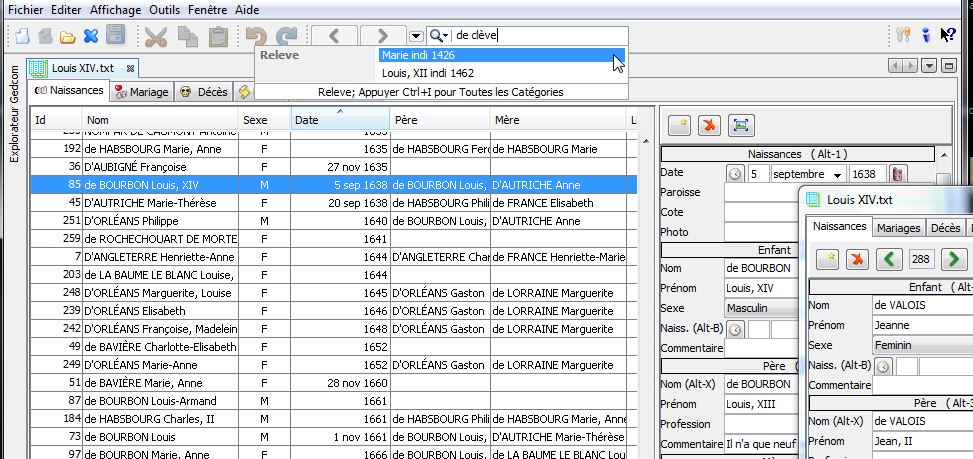 Fichier Editer Affichage Outils Fenêtre Aide
de clève
Releve Marie indi 1426
Louis, XII indi 1462
Releve; Appuyer Ctrl+I pour Toutes les Catégories
Explorateur Gedcom
Louis XIV.txt
Naissances Mariage Décès
Id Nom Sexe Date Père Mère
192 de HABSBOURG Marie, Anne F 1635 de HABSBOURG Ferd de HABSBOURG Marie
36 D'AUBIGNÉ Françoise F 27 nov 1635
85 de BOURBON Louis, XIV M 5 sep 1638 de BOURBON Louis, D'AUTRICHE Anne
45 D'AUTRICHE Marie-Thérèse F 20 sep 1638 de HABSBOURG Phili de FRANCE Elisabeth
251 D'ORLÉANS Philippe M 1640 de BOURBON Louis, D'AUTRICHE Anne
259 de ROCHECHOUART DE MORTE F 1641
7 D'ANGLETERRE Henriette-Anne F 1644 D'ANGLETERRE Char de FRANCE Henriette-Marie
203 de LA BAUME LE BLANC Louise, F 1644
248 D'ORLÉANS Marguerite, Louise F 1645 D'ORLÉANS Gaston de LORRAINE Marguerite
239 D'ORLÉANS Elisabeth F 1646 D'ORLÉANS Gaston de LORRAINE Marguerite
242 D'ORLÉANS Françoise, Madelein F 1648 D'ORLÉANS Gaston de LORRAINE Marguerite
49 de BAVIÈRE Charlotte-Elisabeth F 1652
249 D'ORLÉANS Marie-Anne F 1652 D'ORLÉANS Gaston de LORRAINE Marguerite
51 de BAVIÈRE Marie, Anne F 28 nov 1660
87 de BOURBON Louis-Armand M 1661
184 de HABSBOURG Charles, II M 1661 de HABSBOURG Phili de HABSBOURG Marie, Anne
73 de BOURBON Louis M 1 nov 1661 de BOURBON Louis, D'AUTRICHE Marie-Thérèse
97 de BOURBON Marie, Anne F 1666 de BOURBON Louis, de LA BAUME LE BLANC Lou
Naissances (Alt-1)
Date 5 septembre 1638
Paroisse
Cote
Photo
Enfant
Nom de BOURBON
Prénom Louis, XIV
Sexe Masculin
Naiss. (Alt-B)
Commentaire
Père
Nom (Alt-X) de BOURBON
Prénom Louis, XIII
Profession
Commentaire Il n'a que neuf
Louis XIV.txt
Naissances Mariages Décès
288
Enfant (Alt-
Nom de VALOIS
Prénom Jeanne
Sexe Feminin
Naiss. (Alt-B)
Commentaire
Père (Alt-3
Nom (Alt-X) de VALOIS
Prénom Jean, II